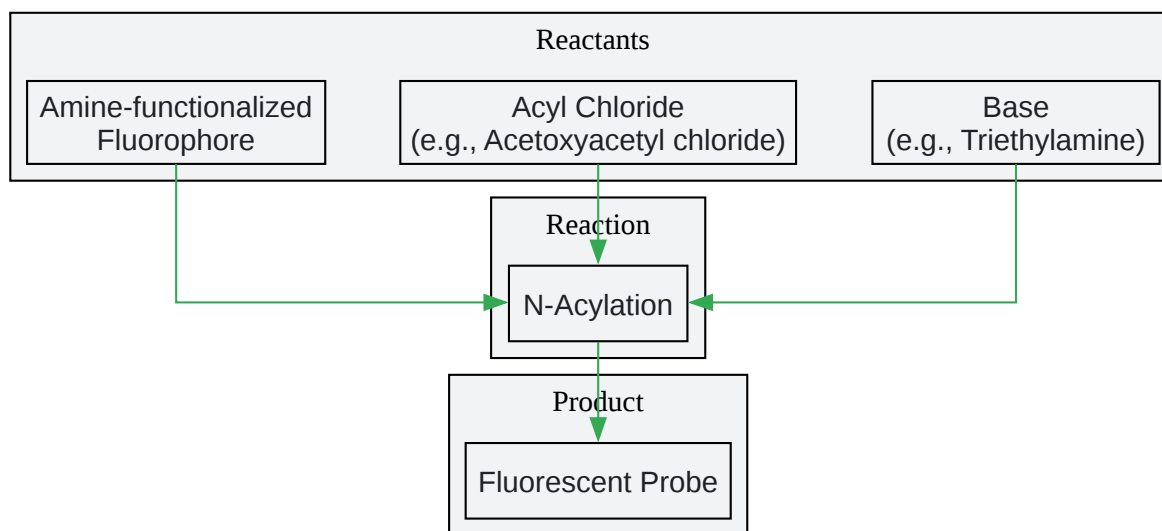 Reactants
Amine-functionalized
Fluorophore
Acyl Chloride
(e.g., Acetoxyacetyl chloride)
Base
(e.g., Triethylamine)
Reaction
N-Acylation
Product
Fluorescent Probe